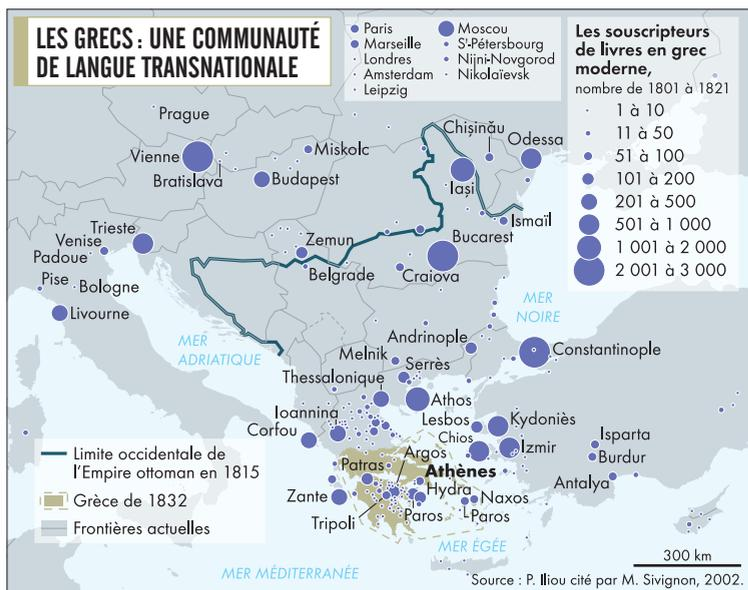 LES GRECS : UNE COMMUNAUTÉ
DE LANGUE TRANSNATIONALE
Paris
Marseille
Londres
Amsterdam
Leipzig
Moscou
St-Pétersbourg
Nijni-Novgorod
Nikolaïevsk
Les souscripteurs
de livres en grec
moderne,
nombre de 1801 à 1821
1 à 10
11 à 50
51 à 100
101 à 200
201 à 500
501 à 1 000
1 001 à 2 000
2 001 à 3 000
Prague
Vienne
Bratislava
Miskolc
Budapest
Chişinău
Odessa
Iaşi
Ismaïl
Trieste
Venise
Padoue
Pise
Bologne
Livourne
Zemun
Belgrade
Bucarest
Craiova
MER
NOIRE
MER
ADRIATIQUE
Andrinople
Constantinople
Melnik
Serrès
Thessalonique
Athos
Ioannina
Corfou
Lesbos
Kydoniès
Chios
Izmir
Isparta
Burdur
Antalya
Patras
Argos
Athènes
Zante
Hydra
Naxos
Tripoli
Paros
Paros
MER ÉGÉE
MER MÉDITERRANÉE
Limite occidentale de
l'Empire ottoman en 1815
Grèce de 1832
Frontières actuelles
300 km
Source : P. Iliou cité par M. Sivignon, 2002.